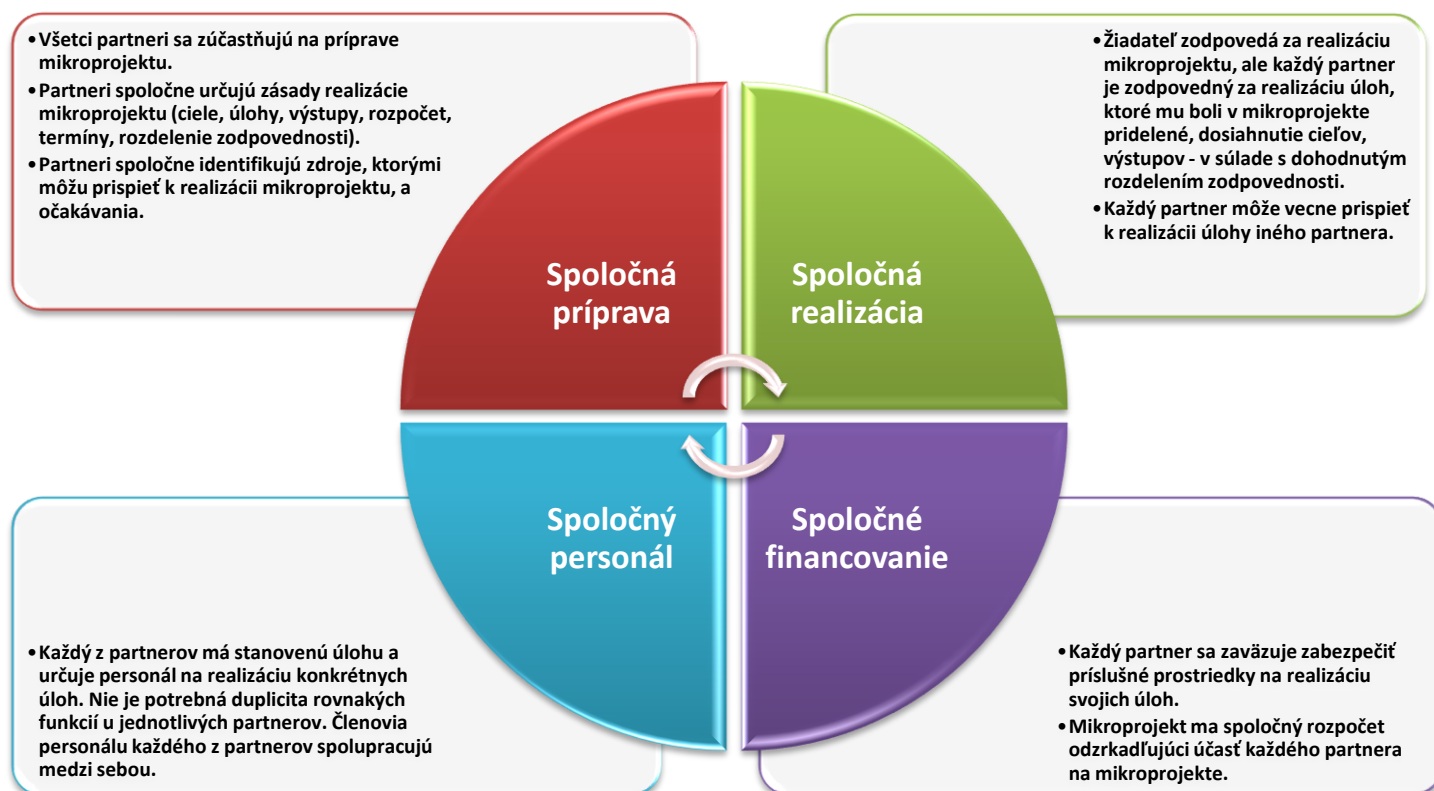 •Všetci partneri sa zúčastňujú na príprave
mikroprojektu.
•Partneri spoločne určujú zásady realizácie
mikroprojektu (ciele, úlohy, výstupy, rozpočet,
termíny, rozdelenie zodpovednosti).
•Partneri spoločne identifikujú zdroje, ktorými
môžu prispieť k realizácii mikroprojektu, a
očakávania.
•Žiadateľ zodpovedá za realizáciu
mikroprojektu, ale každý partner
je zodpovedný za realizáciu úloh,
ktoré mu boli v mikroprojekte
pridelené, dosiahnutie cieľov,
výstupov - v súlade s dohodnutým
rozdelením zodpovednosti.
•Každý partner môže vecne prispieť
k realizácii úlohy iného partnera.
Spoločná
príprava
Spoločná
realizácia
Spoločný
personál
Spoločné
financovanie
•Každý z partnerov má stanovenú úlohu a
určuje personál na realizáciu konkrétnych
úloh. Nie je potrebná duplicita rovnakých
funkcií u jednotlivých partnerov. Členovia
personálu každého z partnerov spolupracujú
medzi sebou.
•Každý partner sa zaväzuje zabezpečiť
príslušné prostriedky na realizáciu
svojich úloh.
•Mikroprojekt ma spoločný rozpočet
odzrkadľujúci účasť každého partnera
na mikroprojekte.